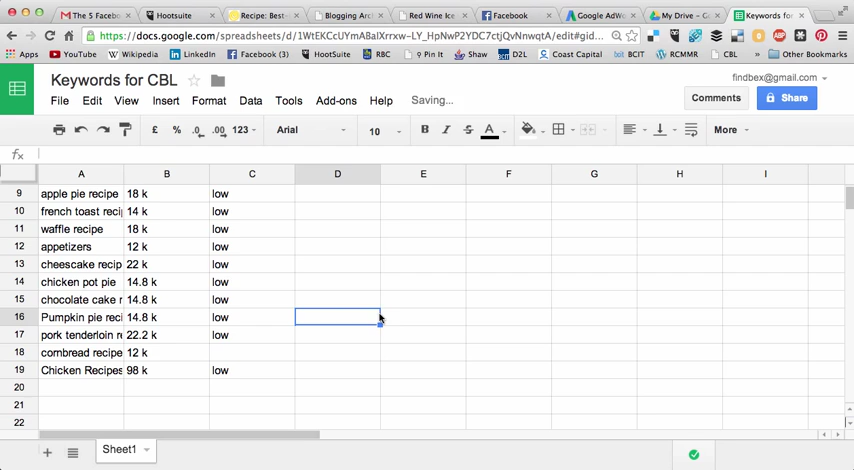 The 5 Facebo
Hootsuite
Recipe: Best-
Blogging Arc
Red Wine Ice
Facebook
Google AdWo
My Drive - G
Keywords for
https://docs.google.com/spreadsheets/d/1WtEKCcUYmABaIXrrxw-LY_HpNwP2YDC7ctjQvNnwqtA/edit#gid...
Apps
YouTube
Wikipedia
LinkedIn
Facebook (3)
HootSuite
RBC
Pin It
Shaw
D2L
Coast Capital
BCIT
RCMMR
CBL
»
Other Bookmarks
Keywords for CBL
findbex@gmail.com
File Edit View Insert Format Data Tools Add-ons Help Saving...
Comments
Share
£ % .0 .00 123
Arial
10
B I S A
More
fx
A B C D E F G H I
9 apple pie recipe 18 k low
10 french toast reci 14 k low
11 waffle recipe 18 k low
12 appetizers 12 k low
13 cheescake recip 22 k low
14 chicken pot pie 14.8 k low
15 chocolate cake r 14.8 k low
16 Pumpkin pie reci 14.8 k low
17 pork tenderloin re 22.2 k low
18 cornbread recipe 12 k
19 Chicken Recipes 98 k low
20
21
22
+
Sheet1